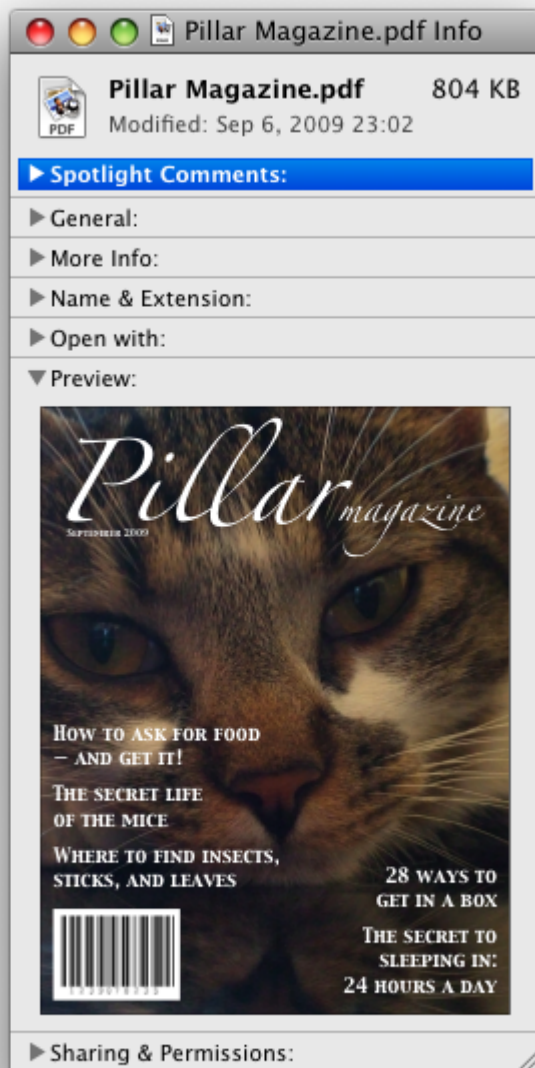 Pillar Magazine.pdf Info
Pillar Magazine.pdf 804 KB
PDF
Modified: Sep 6, 2009 23:02
Spotlight Comments:
General:
More Info:
Name & Extension:
Open with:
Preview:
Pillar magazine
September 2009
How to ask for food
– and get it!
The secret life
of the mice
Where to find insects,
sticks, and leaves
28 ways to
get in a box
The secret to
sleeping in:
24 hours a day
Sharing & Permissions: